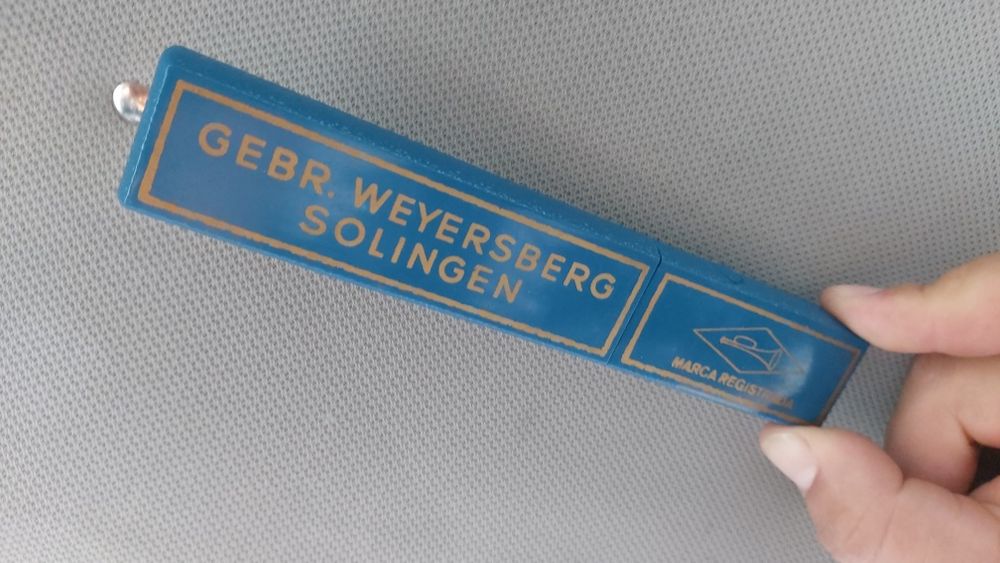 GEBR. WEYERSBERG
SOLINGEN
MARCA REGISTRADA